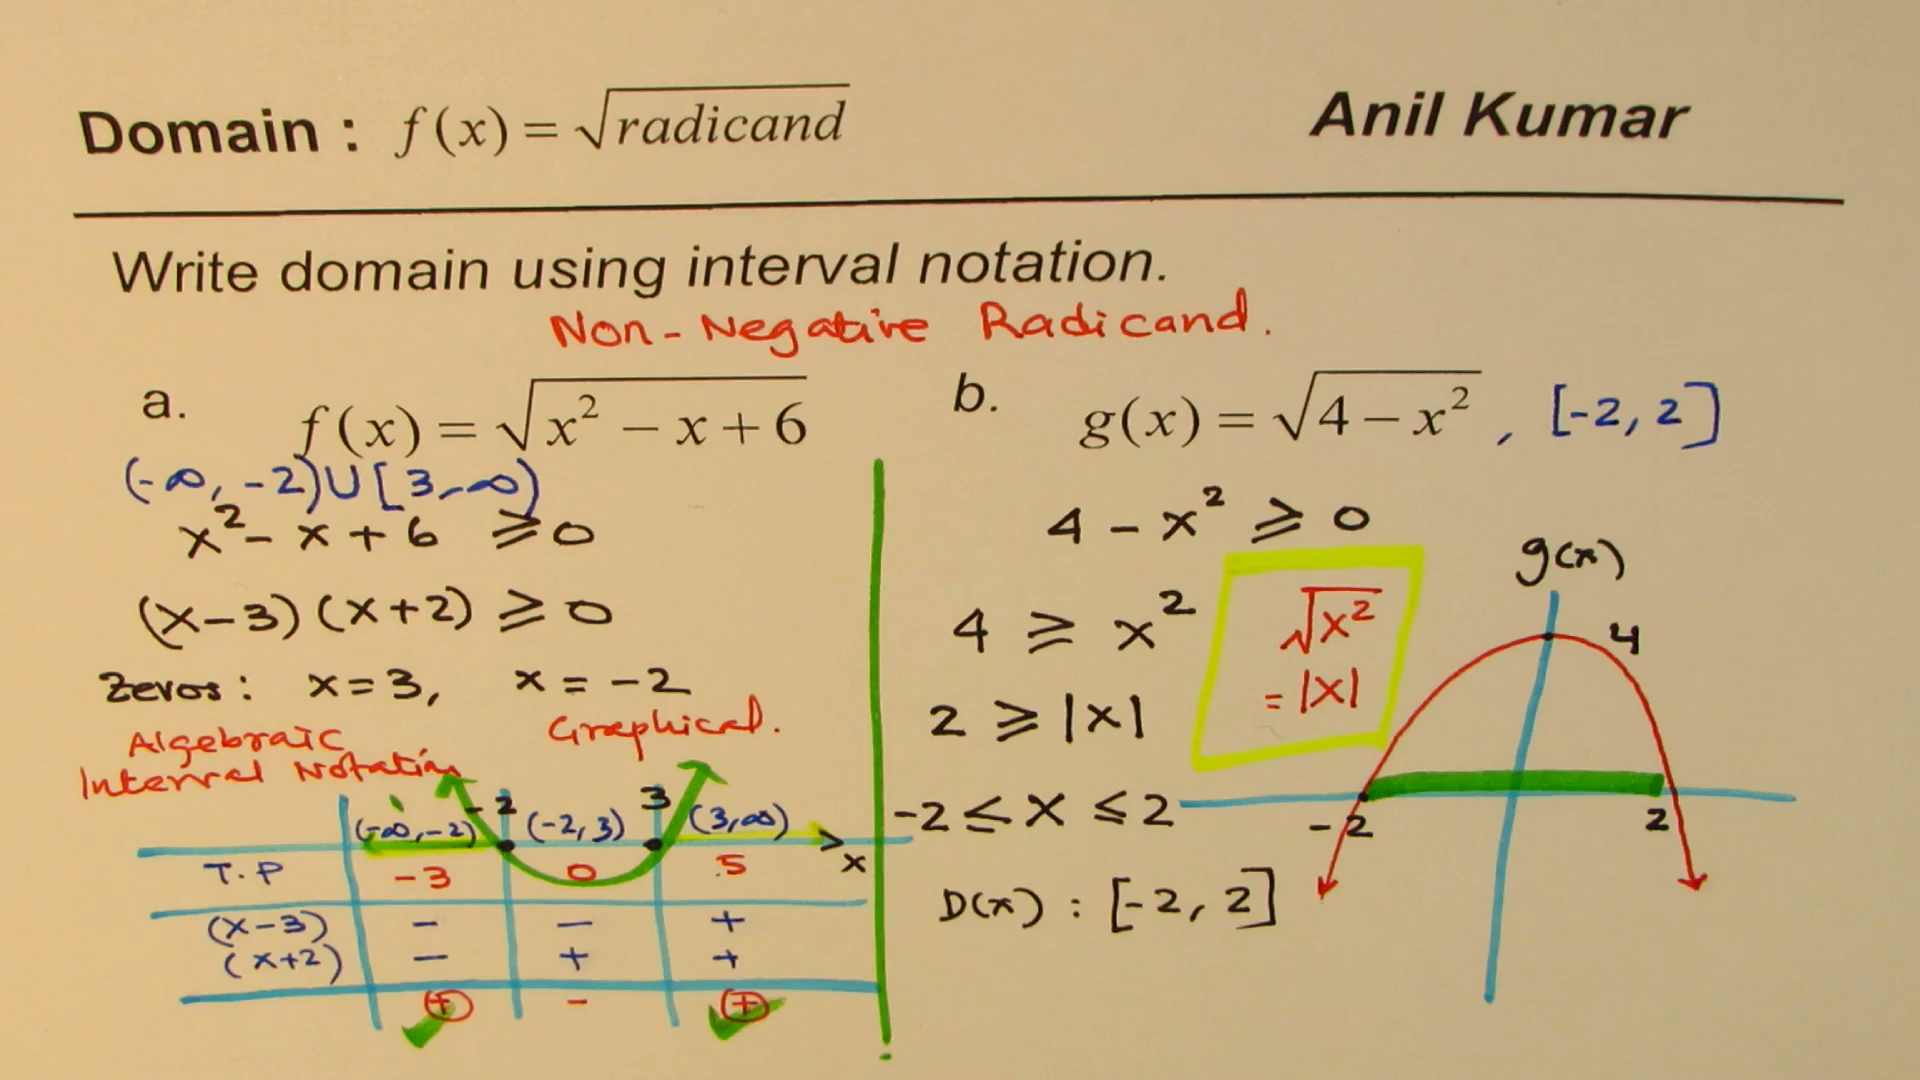 Domain : f(x) = √radicand
Anil Kumar
Write domain using interval notation.
Non-Negative Radicand.
a. f(x) = √x² − x + 6
(-∞, -2) U [3, ∞)
x² - x + 6 ≥ 0
(x-3)(x+2) ≥ 0
Zeros: x = 3, x = -2
Algebraic
Interval Notation
Graphical.
-2 3
(-∞, -2) (-2, 3) (3, ∞)
x
T.P -3 0 5
(x-3) - - +
(x+2) - + +
+ - +
b. g(x) = √4 − x² , [-2, 2]
4 - x² ≥ 0
4 ≥ x²
2 ≥ |x|
-2 ≤ x ≤ 2
D(x) : [-2, 2]
√x²
= |x|
g(x)
4
-2 2